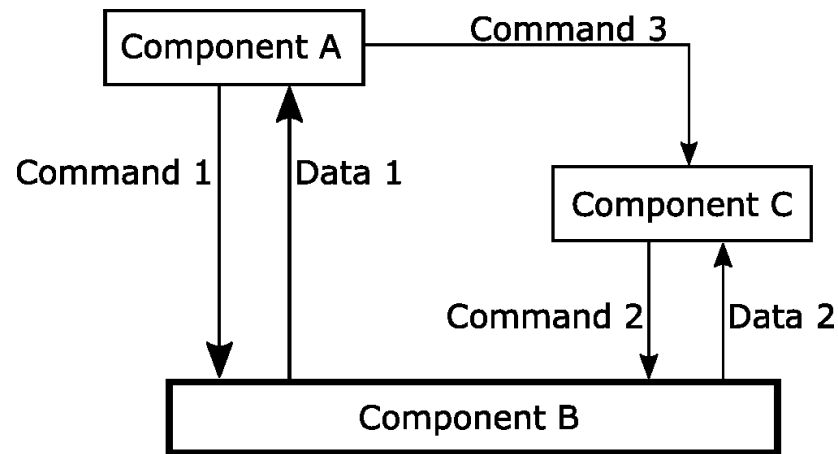 Component A
Command 3
Command 1
Data 1
Component C
Command 2
Data 2
Component B